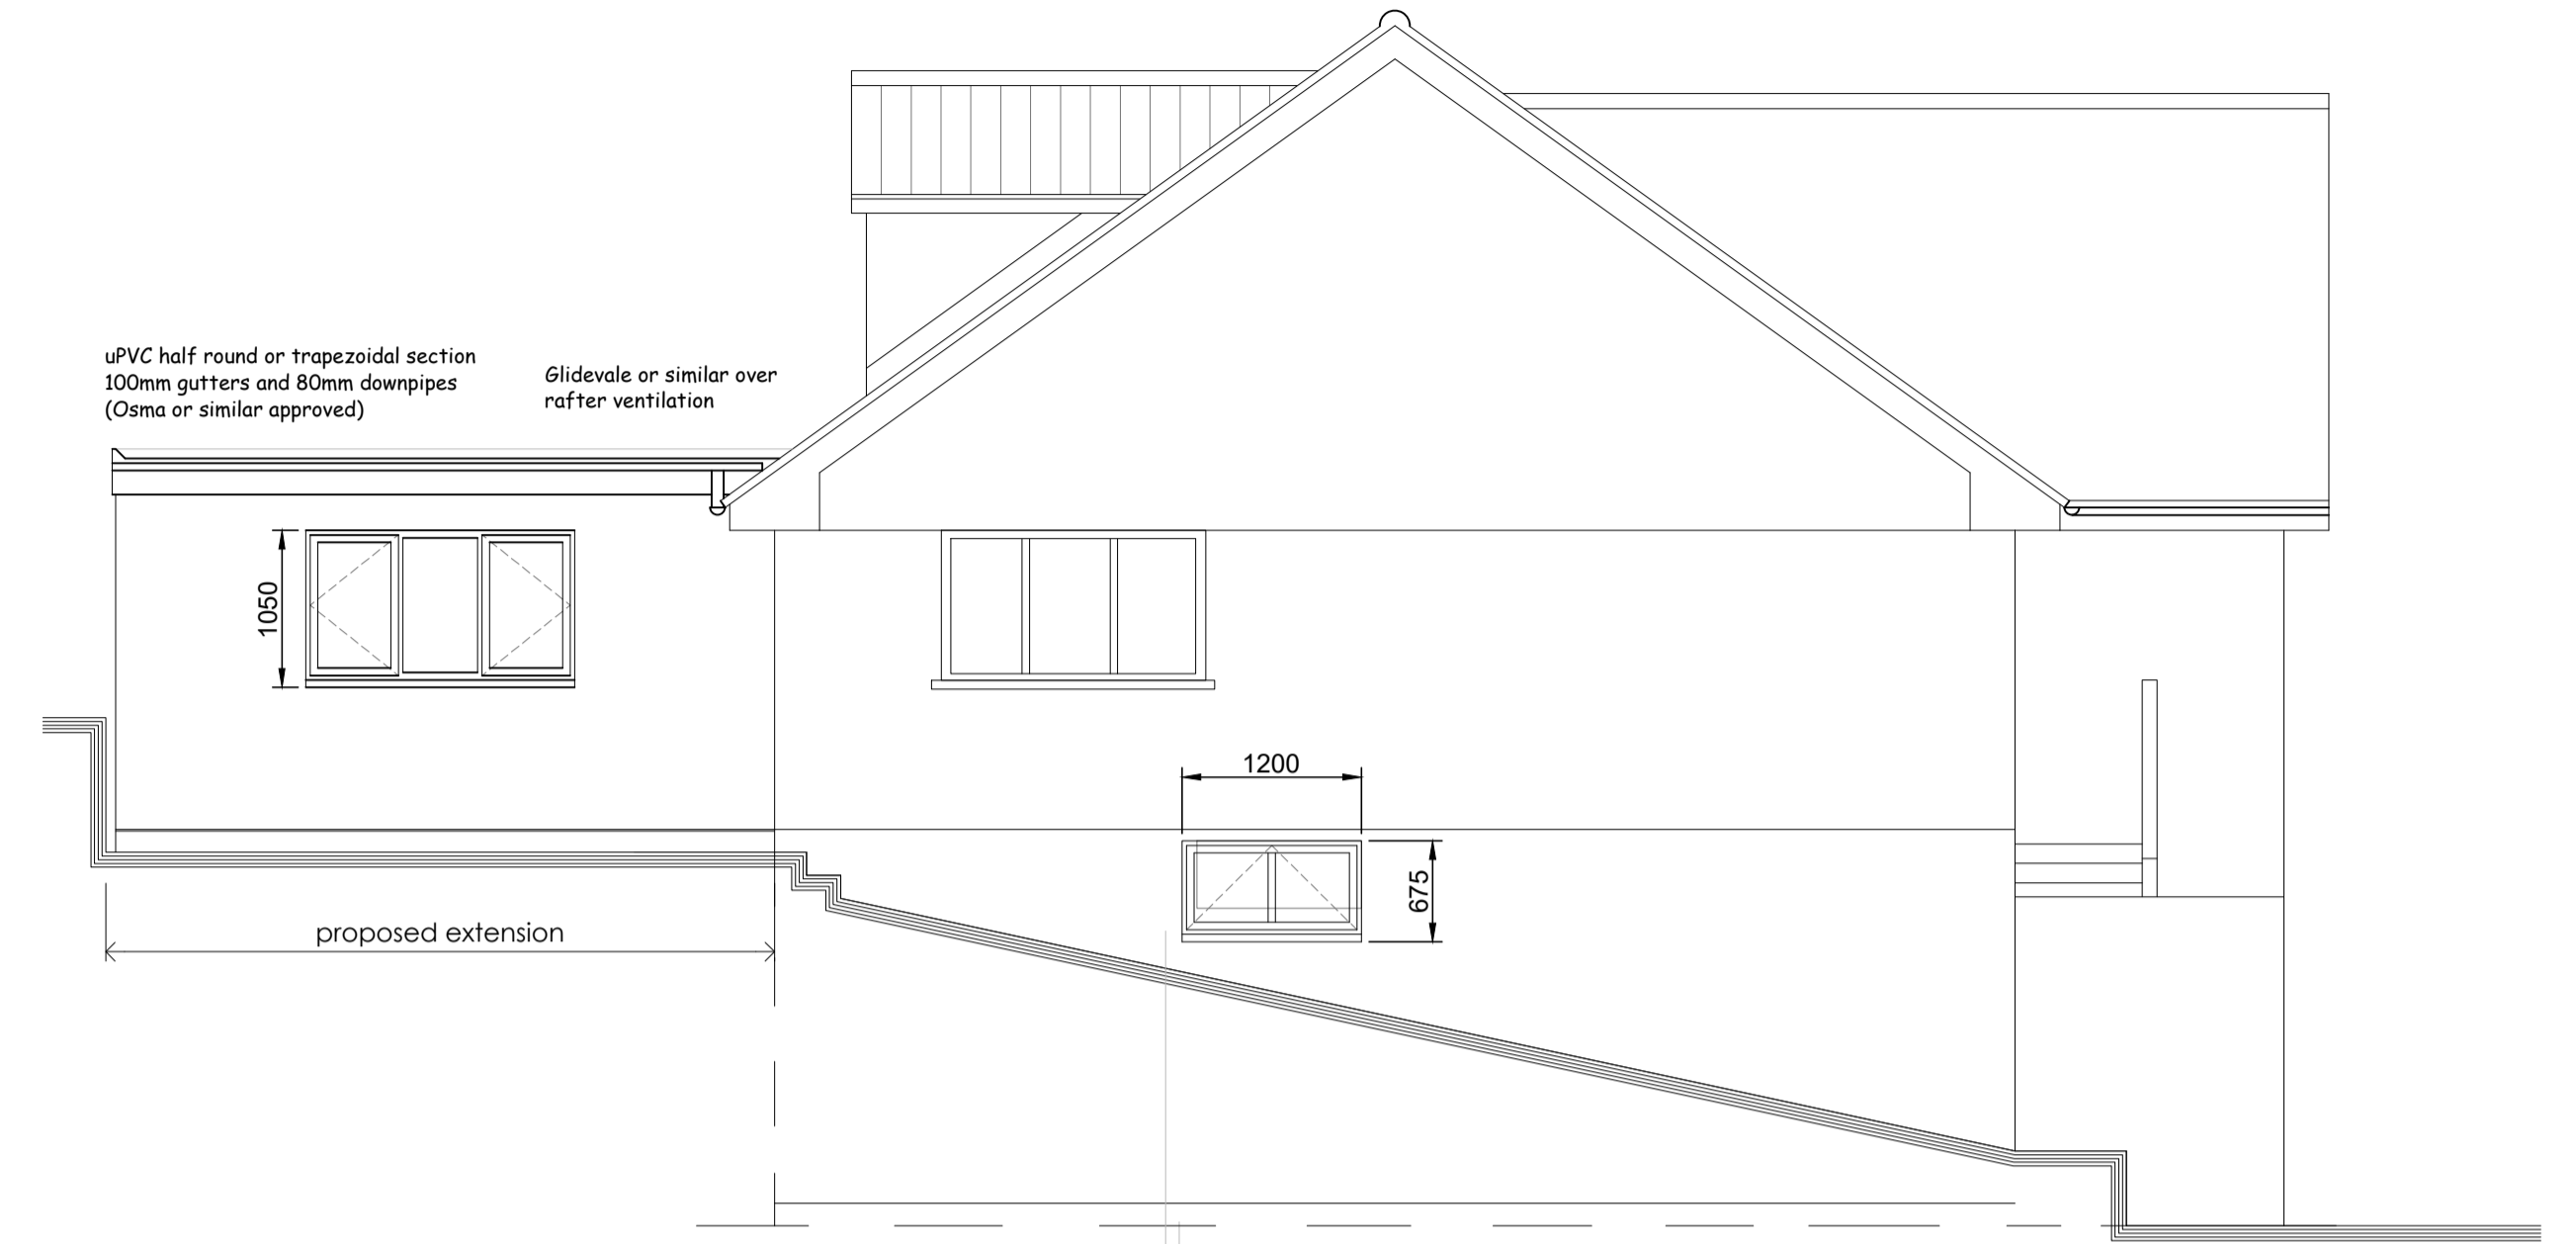 uPVC half round or trapezoidal section
100mm gutters and 80mm downpipes
(Osma or similar approved)
Glidevale or similar over
rafter ventilation
1050
1200
675
proposed extension